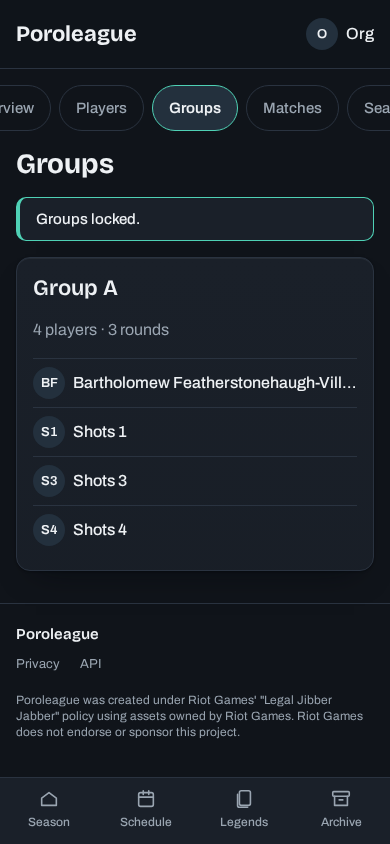 Poroleague
O Org
rview Players Groups Matches Sea
Groups
Groups locked.
Group A
4 players · 3 rounds
BF Bartholomew Featherstonehaugh-Vill...
S1 Shots 1
S3 Shots 3
S4 Shots 4
Poroleague
Privacy API
Poroleague was created under Riot Games' "Legal Jibber
Jabber" policy using assets owned by Riot Games. Riot Games
does not endorse or sponsor this project.
Season Schedule Legends Archive